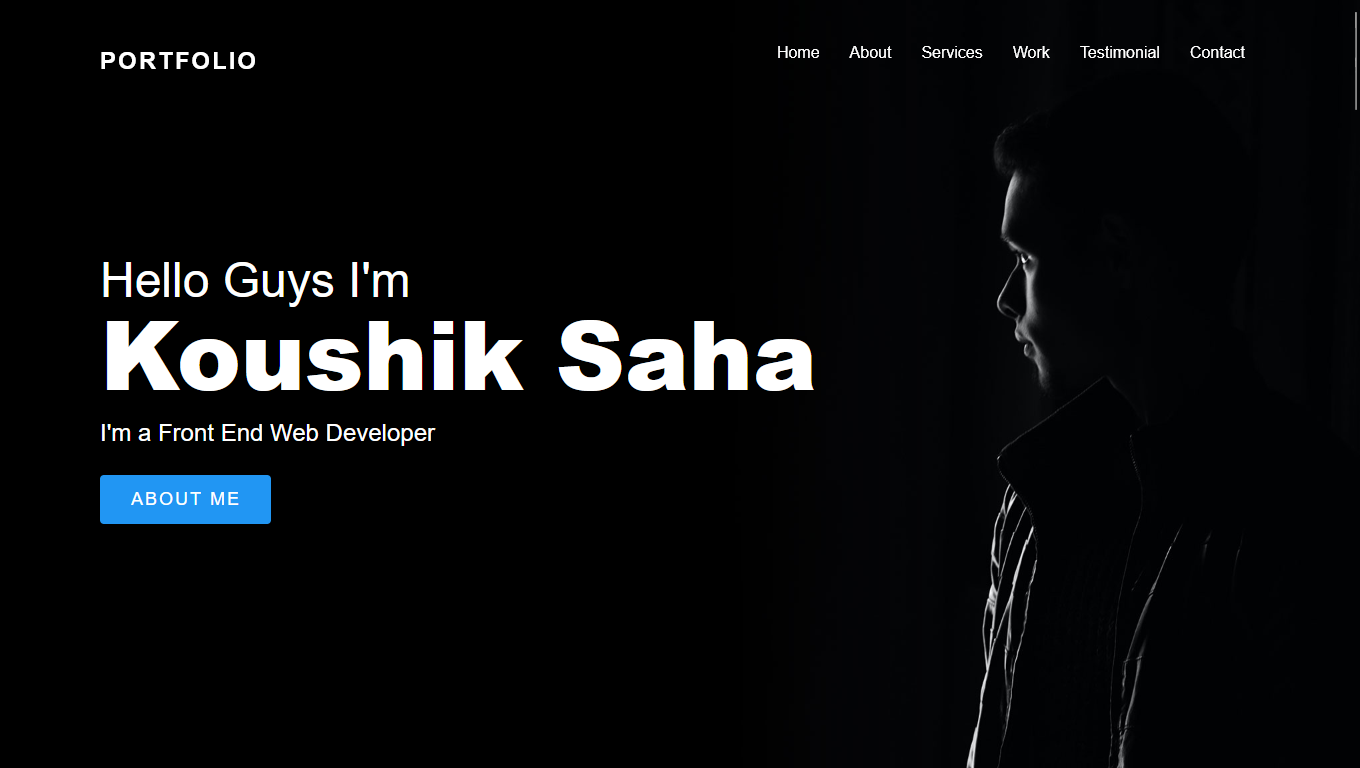 PORTFOLIO
Home About Services Work Testimonial Contact
Hello Guys I'm
Koushik Saha
I'm a Front End Web Developer
ABOUT ME